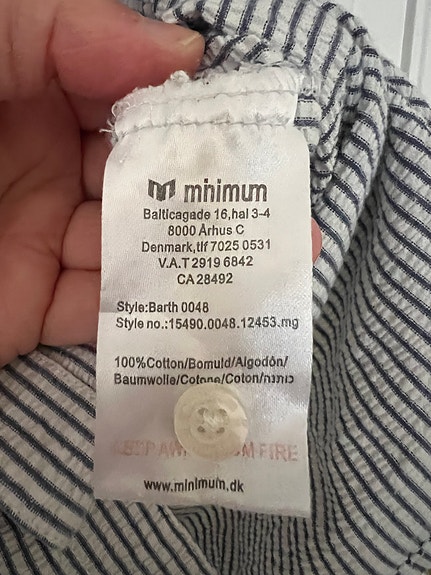 minimum
Balticagade 16,hal 3-4
8000 Århus C
Denmark,tlf 7025 0531
V.A.T 2919 6842
CA 28492
Style:Barth 0048
Style no.:15490.0048.12453.mg
100%Cotton/Bomuld/Algodón/
Baumwolle/Cotone/Coton/כותנה
FIRE
www.minimum.dk